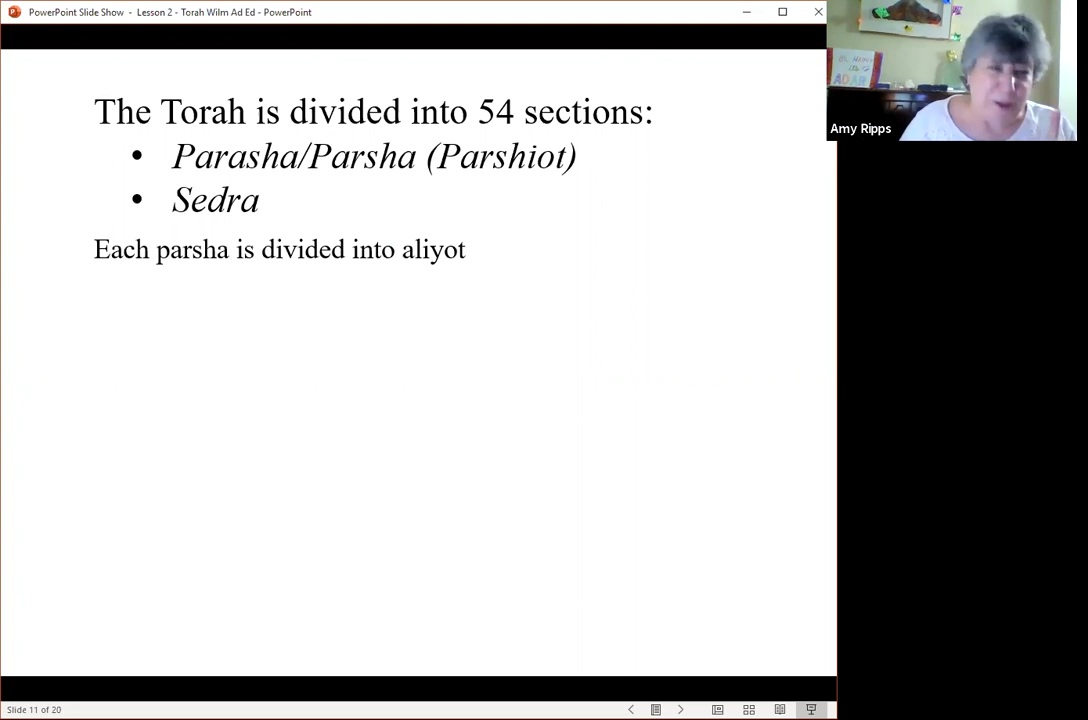 PowerPoint Slide Show - Lesson 2 - Torah Wilm Ad Ed - PowerPoint
The Torah is divided into 54 sections:
• Parasha/Parsha (Parshiot)
• Sedra
Each parsha is divided into aliyot
ADAR
Amy Ripps
Slide 11 of 20